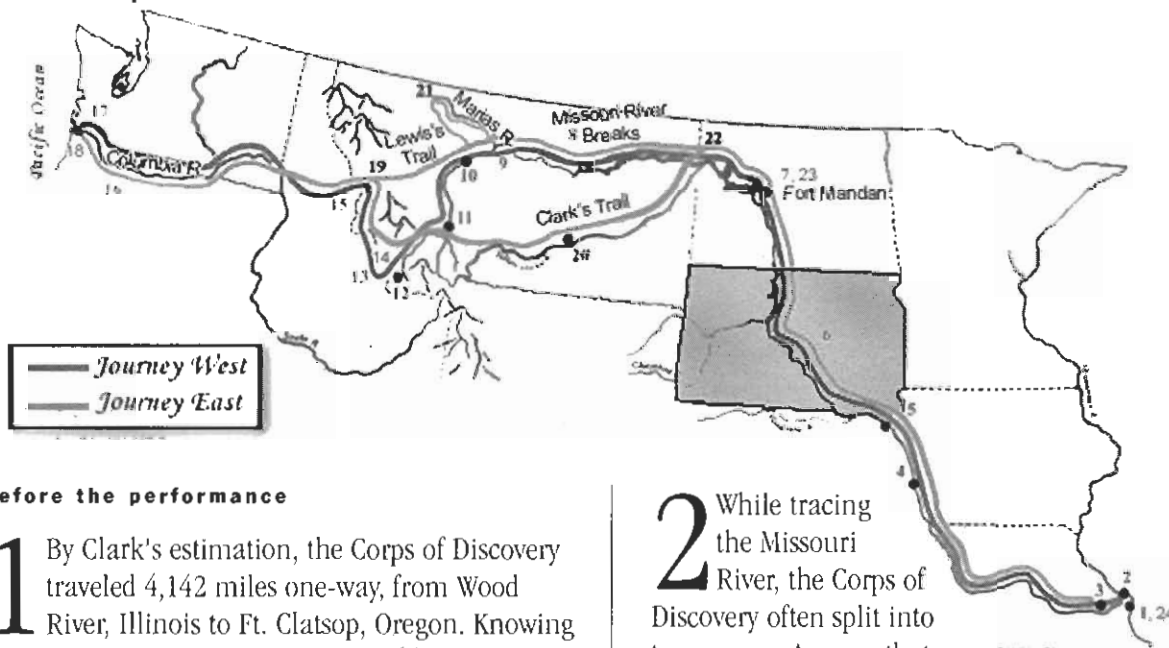 Pacific Ocean
17
18
Columbia R
16
21
Marias R.
Lewis's
Trail
Missouri River
Breaks
22
19
9
10
7, 23
Fort Mandan
15
11
Clark's Trail
14
2#
13
12
Snake R
Cheyenne
6
Journey West
Journey East
5
4
3
2
1, 24
efore the performance
1 By Clark's estimation, the Corps of Discovery
traveled 4,142 miles one-way, from Wood
River, Illinois to Ft. Clatsop, Oregon. Knowing
2 While tracing
the Missouri
River, the Corps of
Discovery often split into